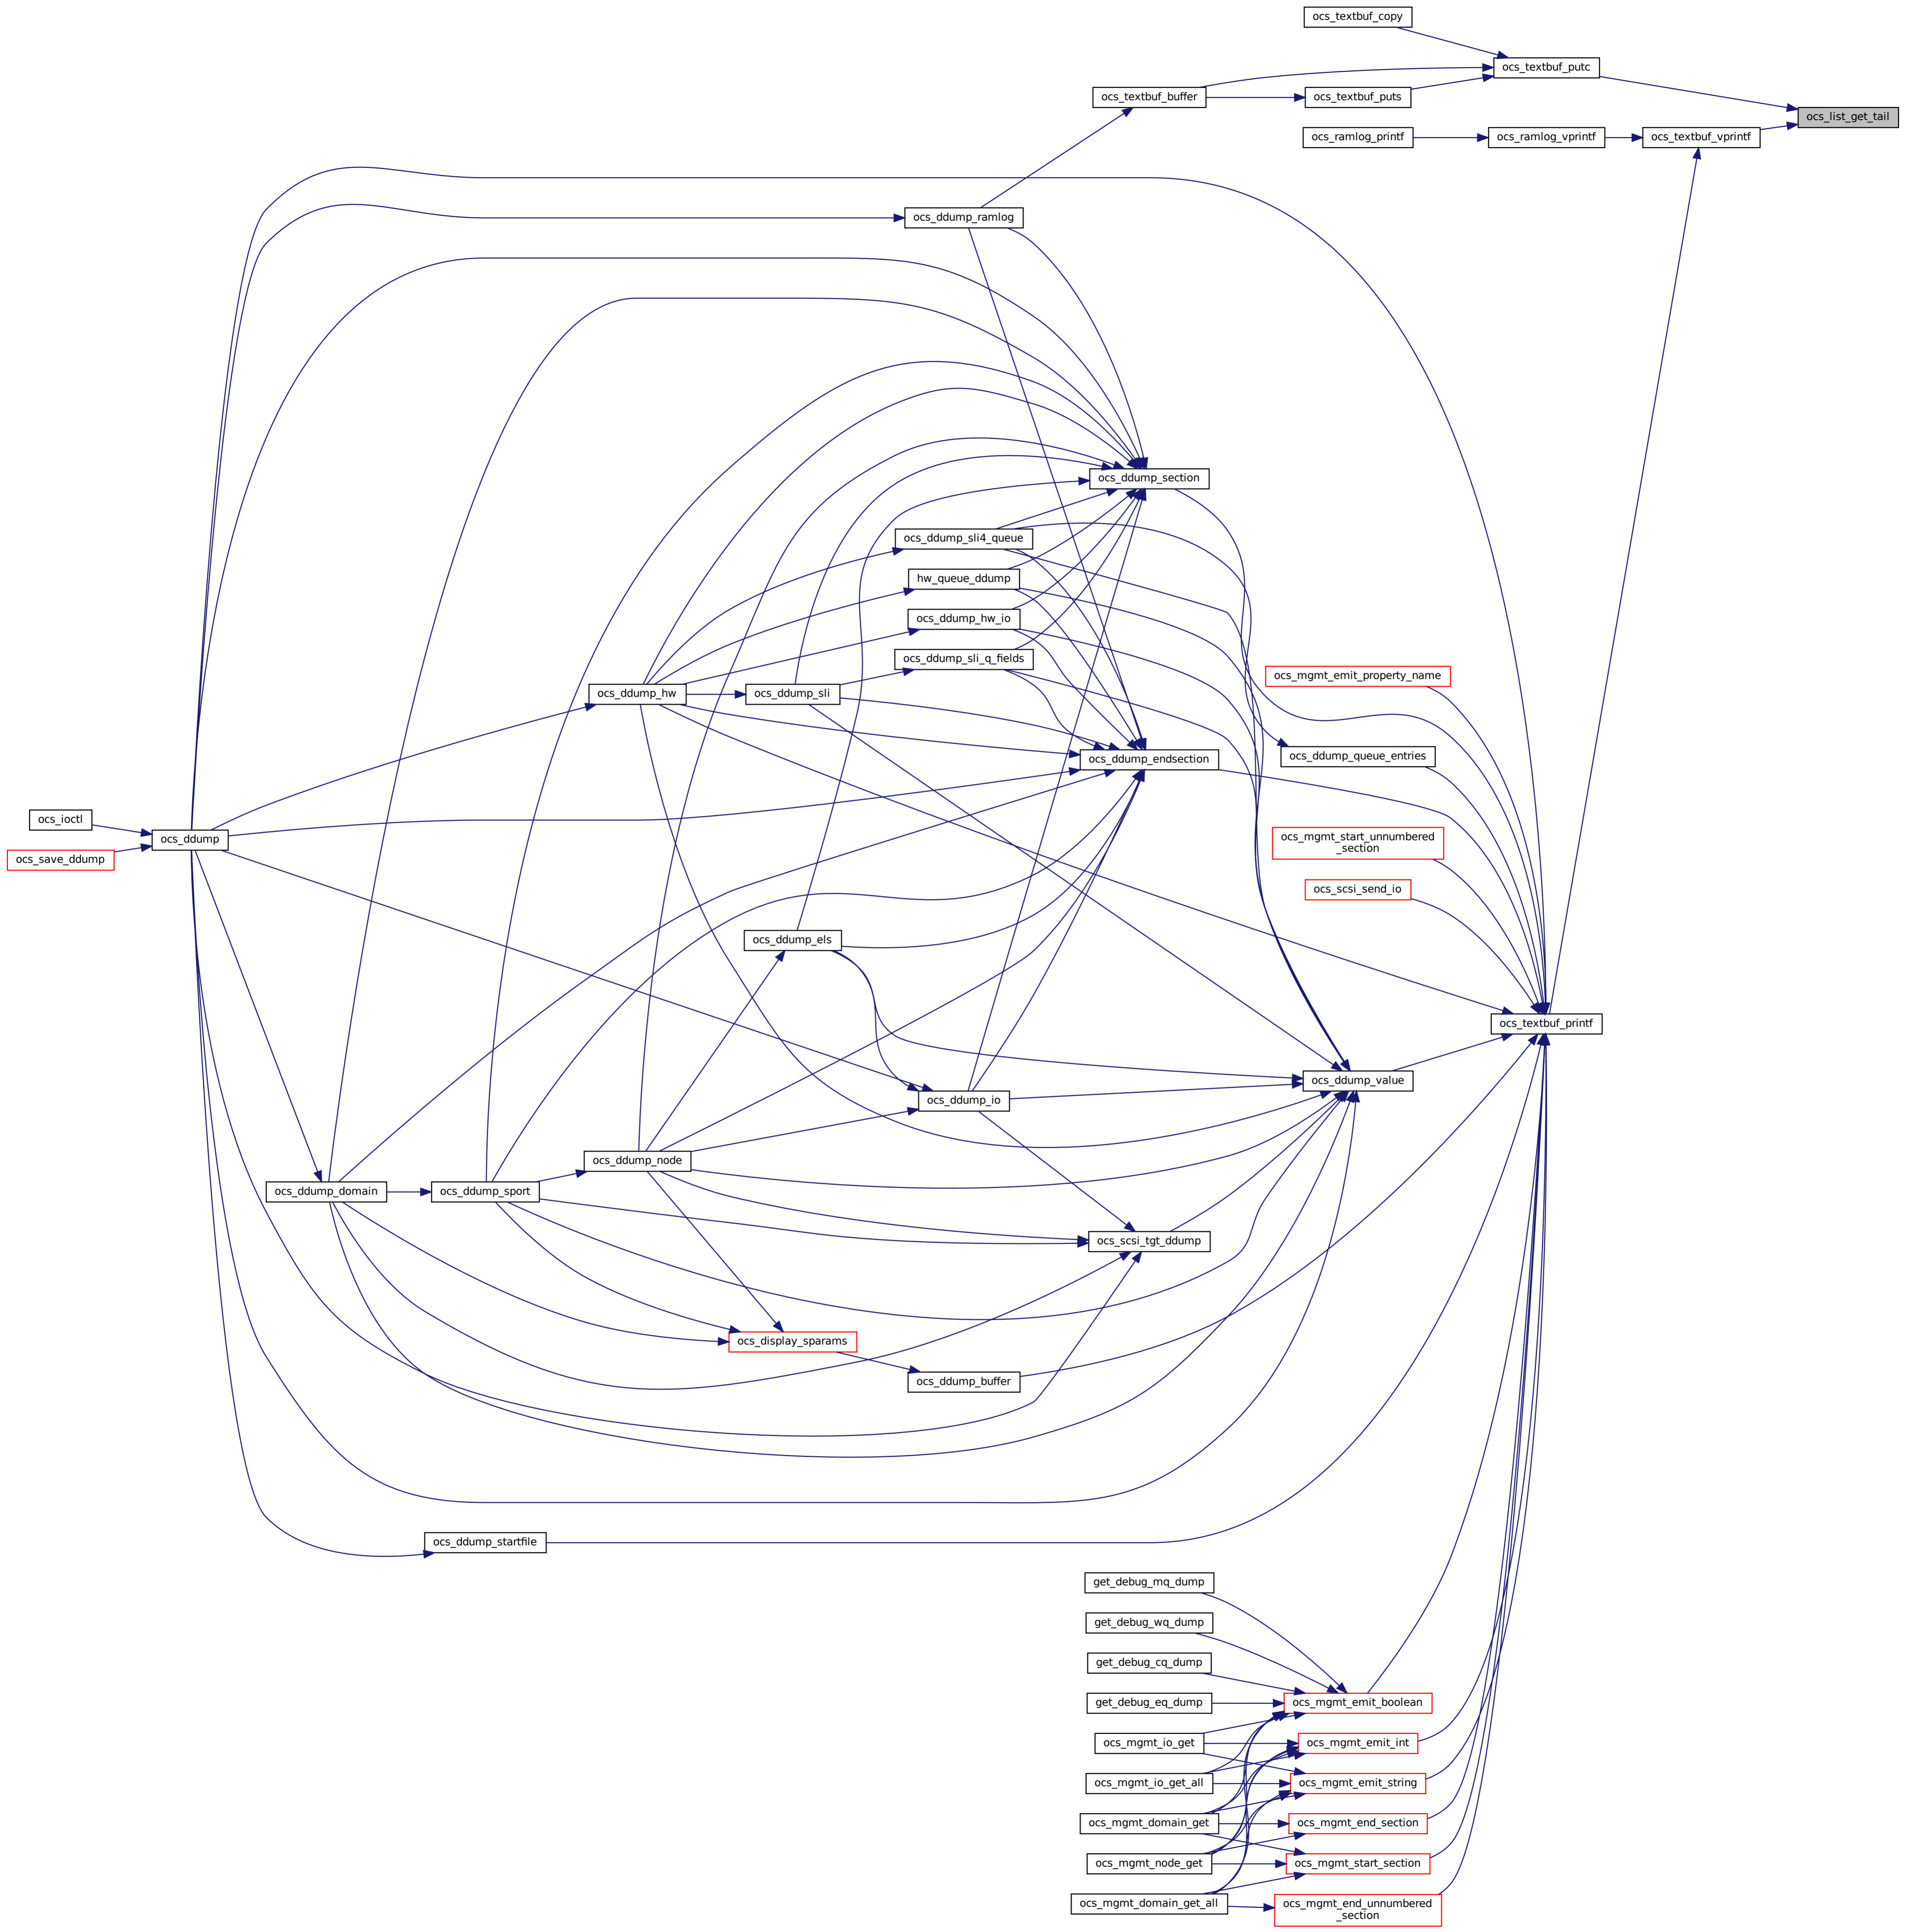 ocs_textbuf_copy
ocs_textbuf_putc
ocs_textbuf_buffer
ocs_textbuf_puts
ocs_list_get_tail
ocs_ramlog_printf
ocs_ramlog_vprintf
ocs_textbuf_vprintf
ocs_ddump_ramlog
ocs_ddump_section
ocs_ddump_sli4_queue
hw_queue_ddump
ocs_ddump_hw_io
ocs_ddump_sli_q_fields
ocs_mgmt_emit_property_name
ocs_ddump_hw
ocs_ddump_sli
ocs_ddump_endsection
ocs_ddump_queue_entries
ocs_ioctl
ocs_ddump
ocs_save_ddump
ocs_mgmt_start_unnumbered
_section
ocs_scsi_send_io
ocs_ddump_els
ocs_textbuf_printf
ocs_ddump_value
ocs_ddump_io
ocs_ddump_node
ocs_ddump_domain
ocs_ddump_sport
ocs_scsi_tgt_ddump
ocs_display_sparams
ocs_ddump_buffer
ocs_ddump_startfile
get_debug_mq_dump
get_debug_wq_dump
get_debug_cq_dump
get_debug_eq_dump
ocs_mgmt_emit_boolean
ocs_mgmt_io_get
ocs_mgmt_emit_int
ocs_mgmt_io_get_all
ocs_mgmt_emit_string
ocs_mgmt_domain_get
ocs_mgmt_end_section
ocs_mgmt_node_get
ocs_mgmt_start_section
ocs_mgmt_domain_get_all
ocs_mgmt_end_unnumbered
_section